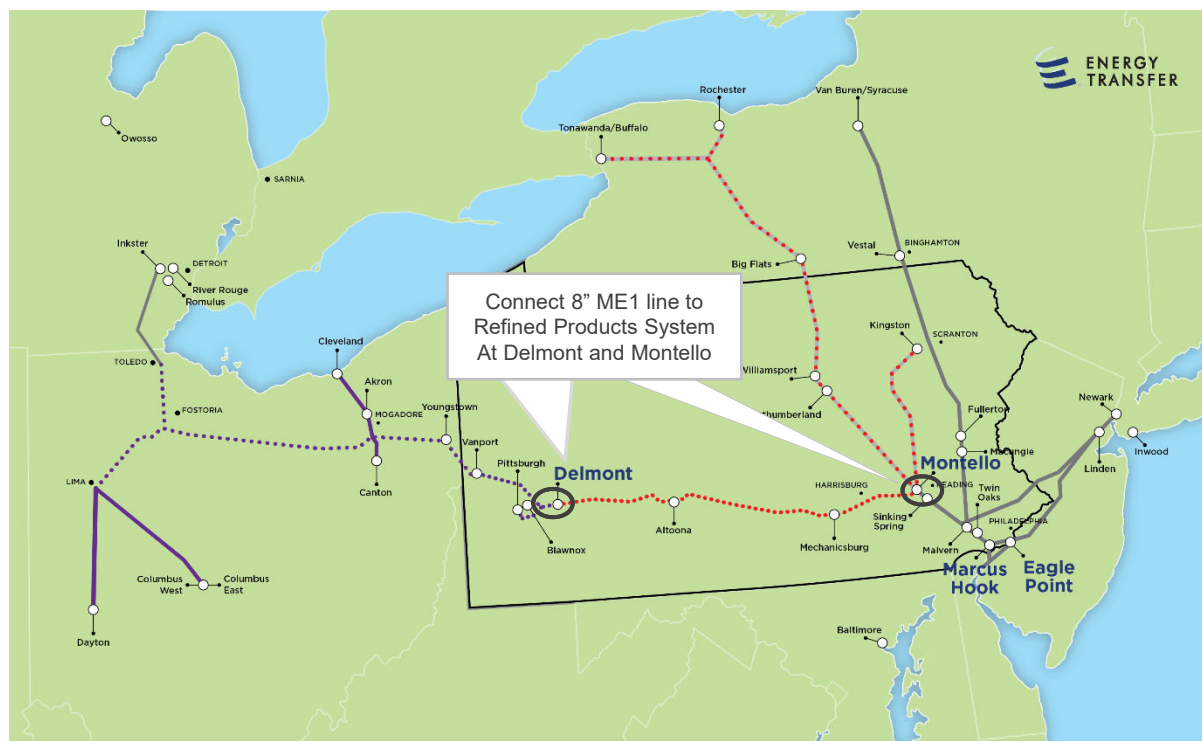 ENERGY
TRANSFER
Rochester
Van Buren/Syracuse
Owosso
Tonawanda/Buffalo
SARNIA
Inkster
DETROIT
River Rouge
Romulus
Vestal
BINGHAMTON
Big Flats
Connect 8” ME1 line to
Refined Products System
At Delmont and Montello
Kingston
SCRANTON
Cleveland
TOLEDO
Akron
Williamsport
FOSTORIA
MOGADORE
Youngstown
thumberland
Fullerton
Newark
Vanport
Macungie
Linden
Inwood
LIMA
Canton
Pittsburgh
Delmont
HARRISBURG
Montello
READING
Twin
Oaks
Sinking
Spring
PHILADELPHIA
Altoona
Mechanicsburg
Blawnox
Malvern
Marcus
Hook
Eagle
Point
Columbus
West
Columbus
East
Dayton
Baltimore